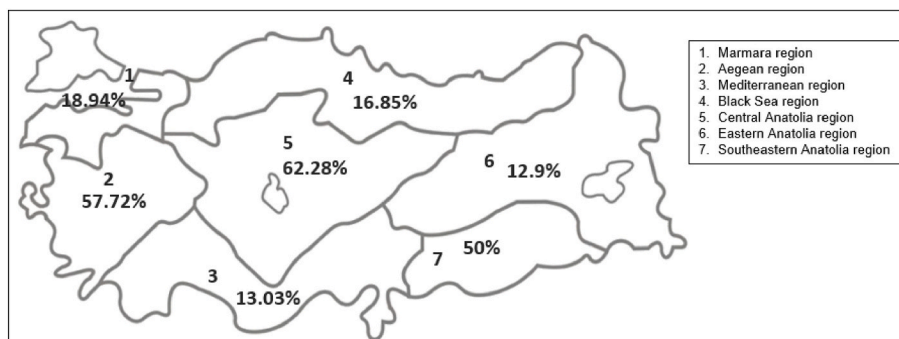 1
18.94%
4
16.85%
5
62.28%
6
12.9%
2
57.72%
7
50%
3
13.03%
1. Marmara region
2. Aegean region
3. Mediterranean region
4. Black Sea region
5. Central Anatolia region
6. Eastern Anatolia region
7. Southeastern Anatolia region